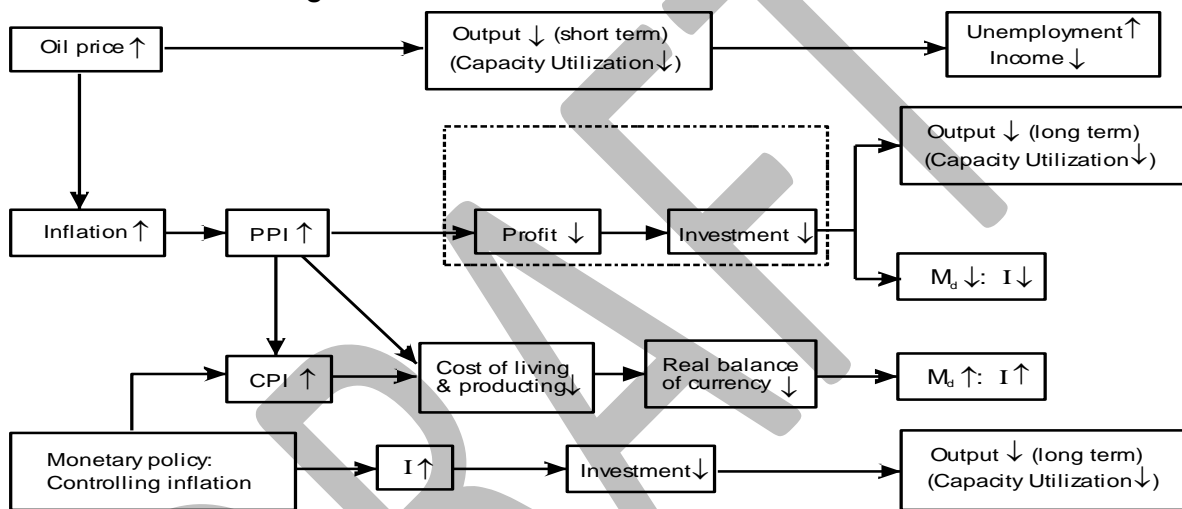 Oil price ↑
Output ↓ (short term)
(Capacity Utilization↓)
Unemployment↑
Income ↓
Output ↓ (long term)
(Capacity Utilization↓)
Inflation ↑
PPI ↑
Profit ↓
Investment ↓
Md ↓: I↓
CPI ↑
Cost of living
& producting↓
Real balance
of currency ↓
Md ↑: I↑
Monetary policy:
Controlling inflation
I↑
Investment↓
Output ↓ (long term)
(Capacity Utilization↓)